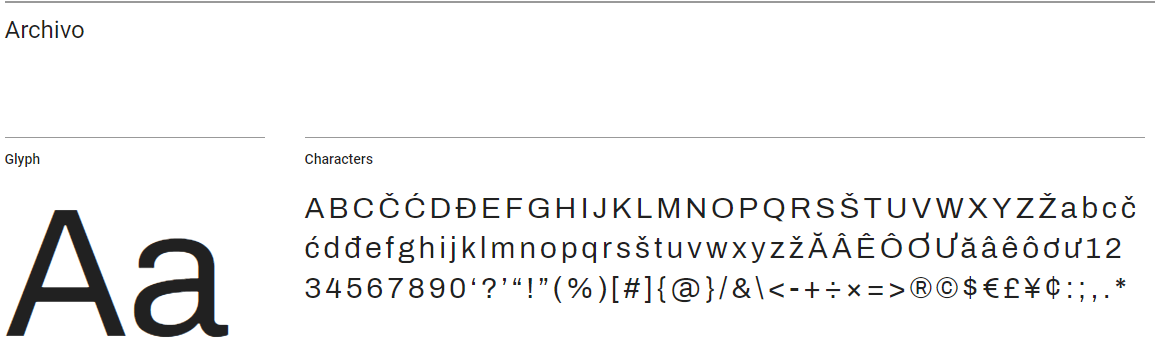 Archivo
Glyph
Characters
Aa
ABCČĆDĐEFGHIJKLMNOPQRSŠTUVWXYZŽabcč
ćdđefghijklmnopqrsštuvwxyzžĂÂÊÔƠƯăâêôơư12
34567890‘?’“!”(%)[#]{@}/&\<-+÷×=>®©$€£¥¢:;,.*